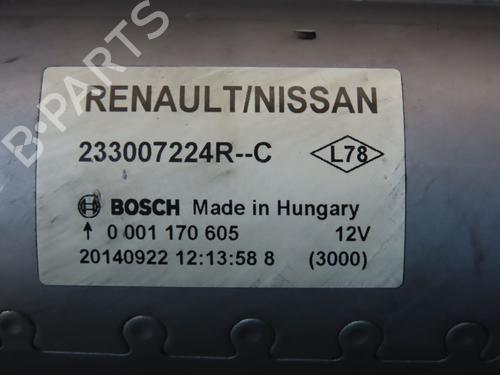 B-PARTS
RENAULT/NISSAN
233007224R--C L78
BOSCH Made in Hungary
↑ 0 001 170 605 12V
20140922 12:13:58 8 (3000)